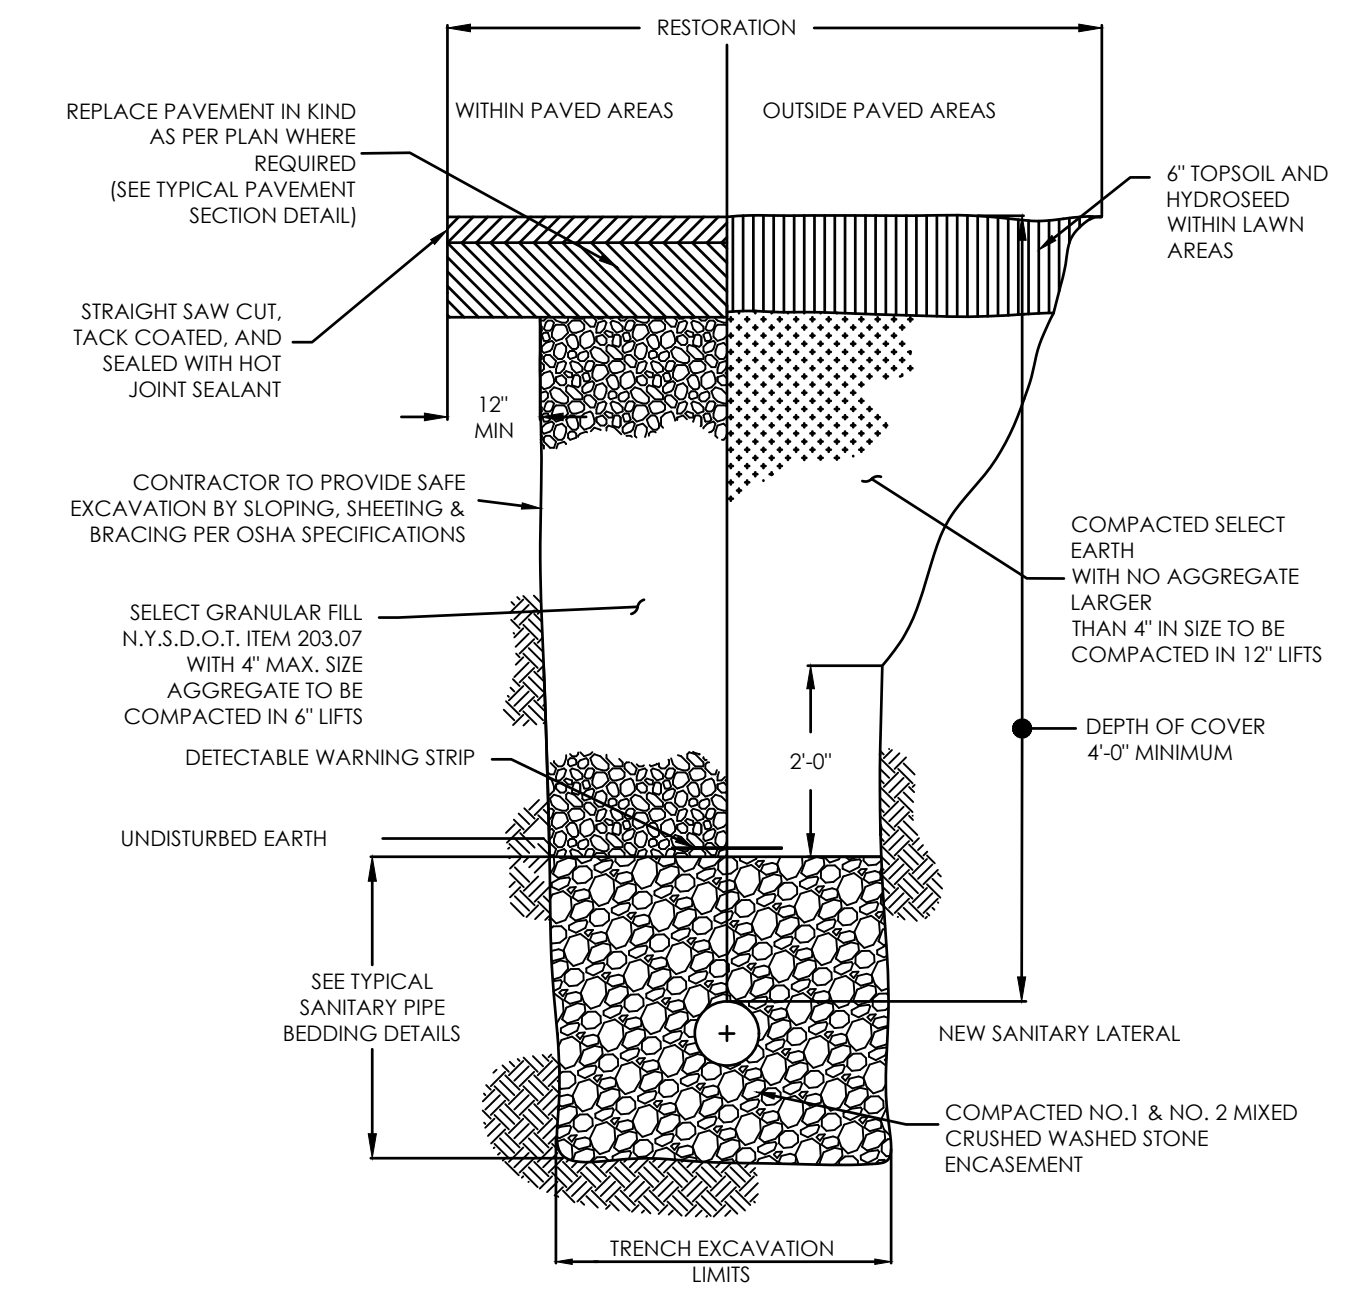 RESTORATION
WITHIN PAVED AREAS
OUTSIDE PAVED AREAS
REPLACE PAVEMENT IN KIND
AS PER PLAN WHERE
REQUIRED
(SEE TYPICAL PAVEMENT
SECTION DETAIL)
6" TOPSOIL AND
HYDROSEED
WITHIN LAWN
AREAS
STRAIGHT SAW CUT,
TACK COATED, AND
SEALED WITH HOT
JOINT SEALANT
12"
MIN
CONTRACTOR TO PROVIDE SAFE
EXCAVATION BY SLOPING, SHEETING &
BRACING PER OSHA SPECIFICATIONS
COMPACTED SELECT
EARTH
WITH NO AGGREGATE
LARGER
THAN 4" IN SIZE TO BE
COMPACTED IN 12" LIFTS
SELECT GRANULAR FILL
N.Y.S.D.O.T. ITEM 203.07
WITH 4" MAX. SIZE
AGGREGATE TO BE
COMPACTED IN 6" LIFTS
DEPTH OF COVER
4'-0" MINIMUM
DETECTABLE WARNING STRIP
2'-0"
UNDISTURBED EARTH
SEE TYPICAL
SANITARY PIPE
BEDDING DETAILS
NEW SANITARY LATERAL
COMPACTED NO.1 & NO. 2 MIXED
CRUSHED WASHED STONE
ENCASEMENT
TRENCH EXCAVATION
LIMITS